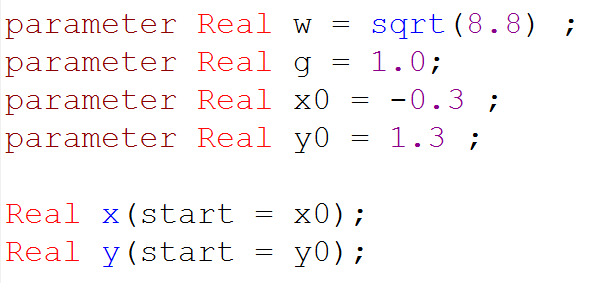 parameter Real w = sqrt(8.8) ;
parameter Real g = 1.0;
parameter Real x0 = -0.3 ;
parameter Real y0 = 1.3 ;
Real x(start = x0);
Real y(start = y0);